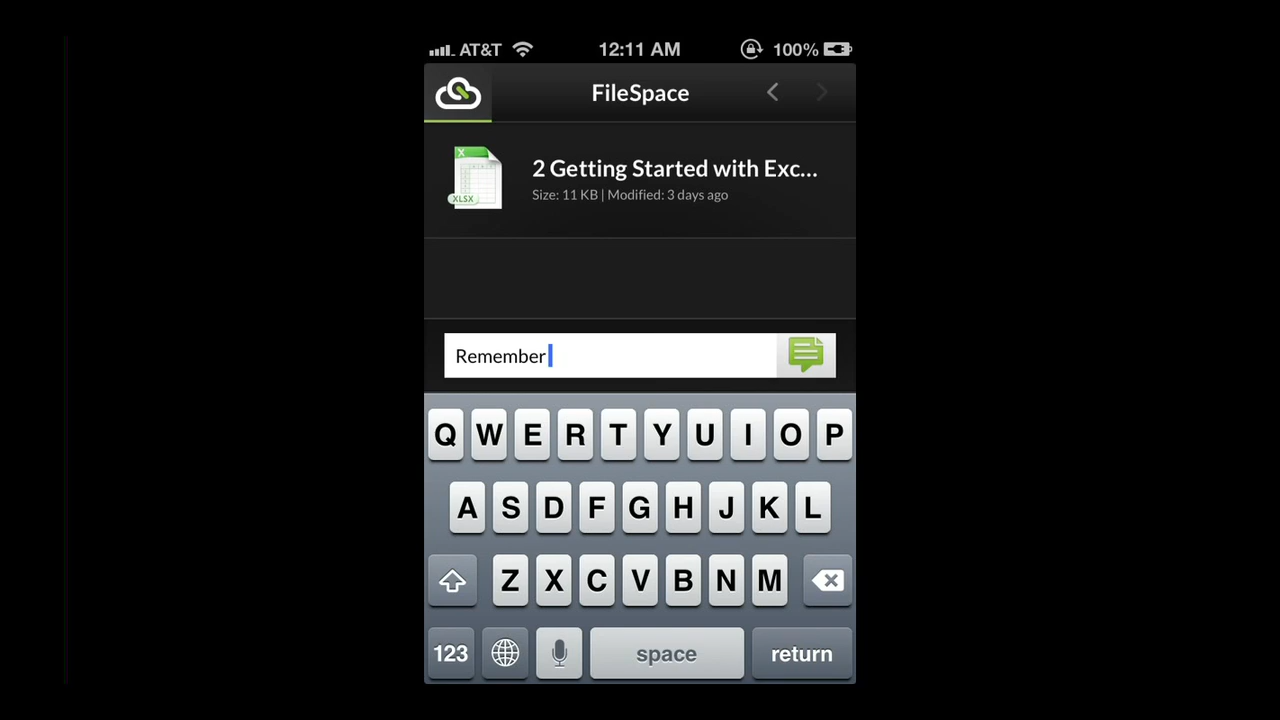 AT&T 12:11 AM 100%
FileSpace
X
XLSX
2 Getting Started with Exc...
Size: 11 KB | Modified: 3 days ago
Remember
Q W E R T Y U I O P
A S D F G H J K L
Z X C V B N M
123 space return